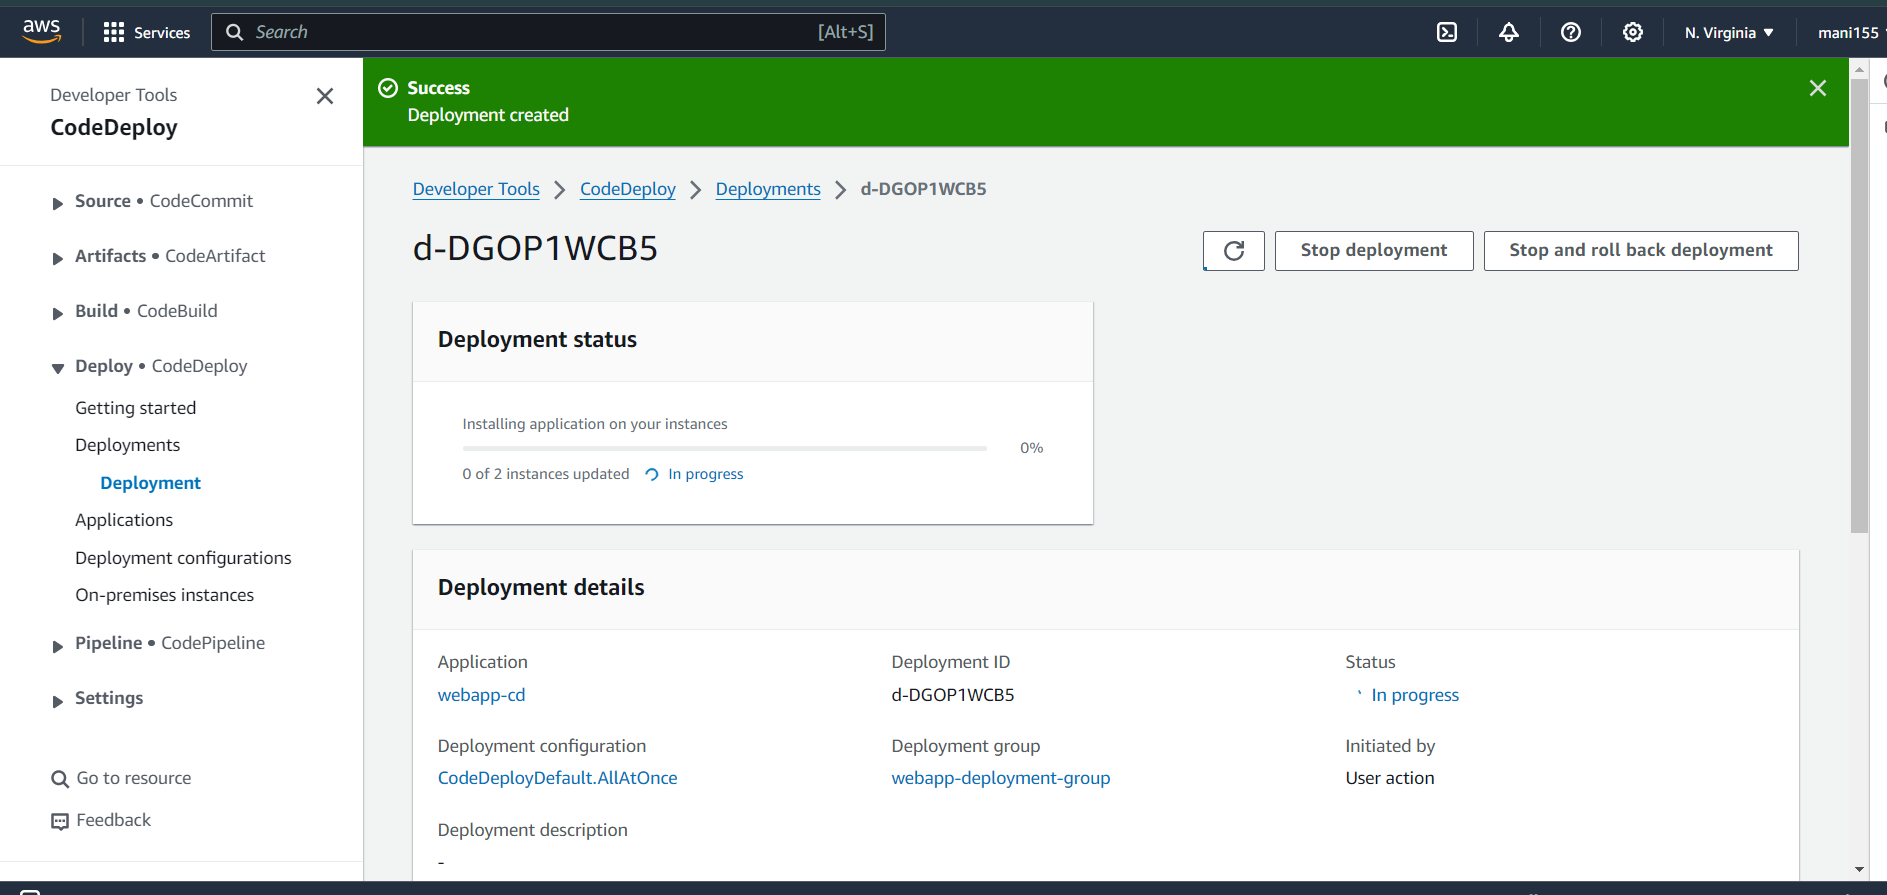 aws
Services
Search
[Alt+S]
N. Virginia
mani155
Developer Tools
CodeDeploy
Source • CodeCommit
Artifacts • CodeArtifact
Build • CodeBuild
Deploy • CodeDeploy
Getting started
Deployments
Deployment
Applications
Deployment configurations
On-premises instances
Pipeline • CodePipeline
Settings
Go to resource
Feedback
Success
Deployment created
Developer Tools
CodeDeploy
Deployments
d-DGOP1WCB5
d-DGOP1WCB5
Stop deployment
Stop and roll back deployment
Deployment status
Installing application on your instances
0%
0 of 2 instances updated
In progress
Deployment details
Application
webapp-cd
Deployment ID
d-DGOP1WCB5
Status
In progress
Deployment configuration
CodeDeployDefault.AllAtOnce
Deployment group
webapp-deployment-group
Initiated by
User action
Deployment description
-